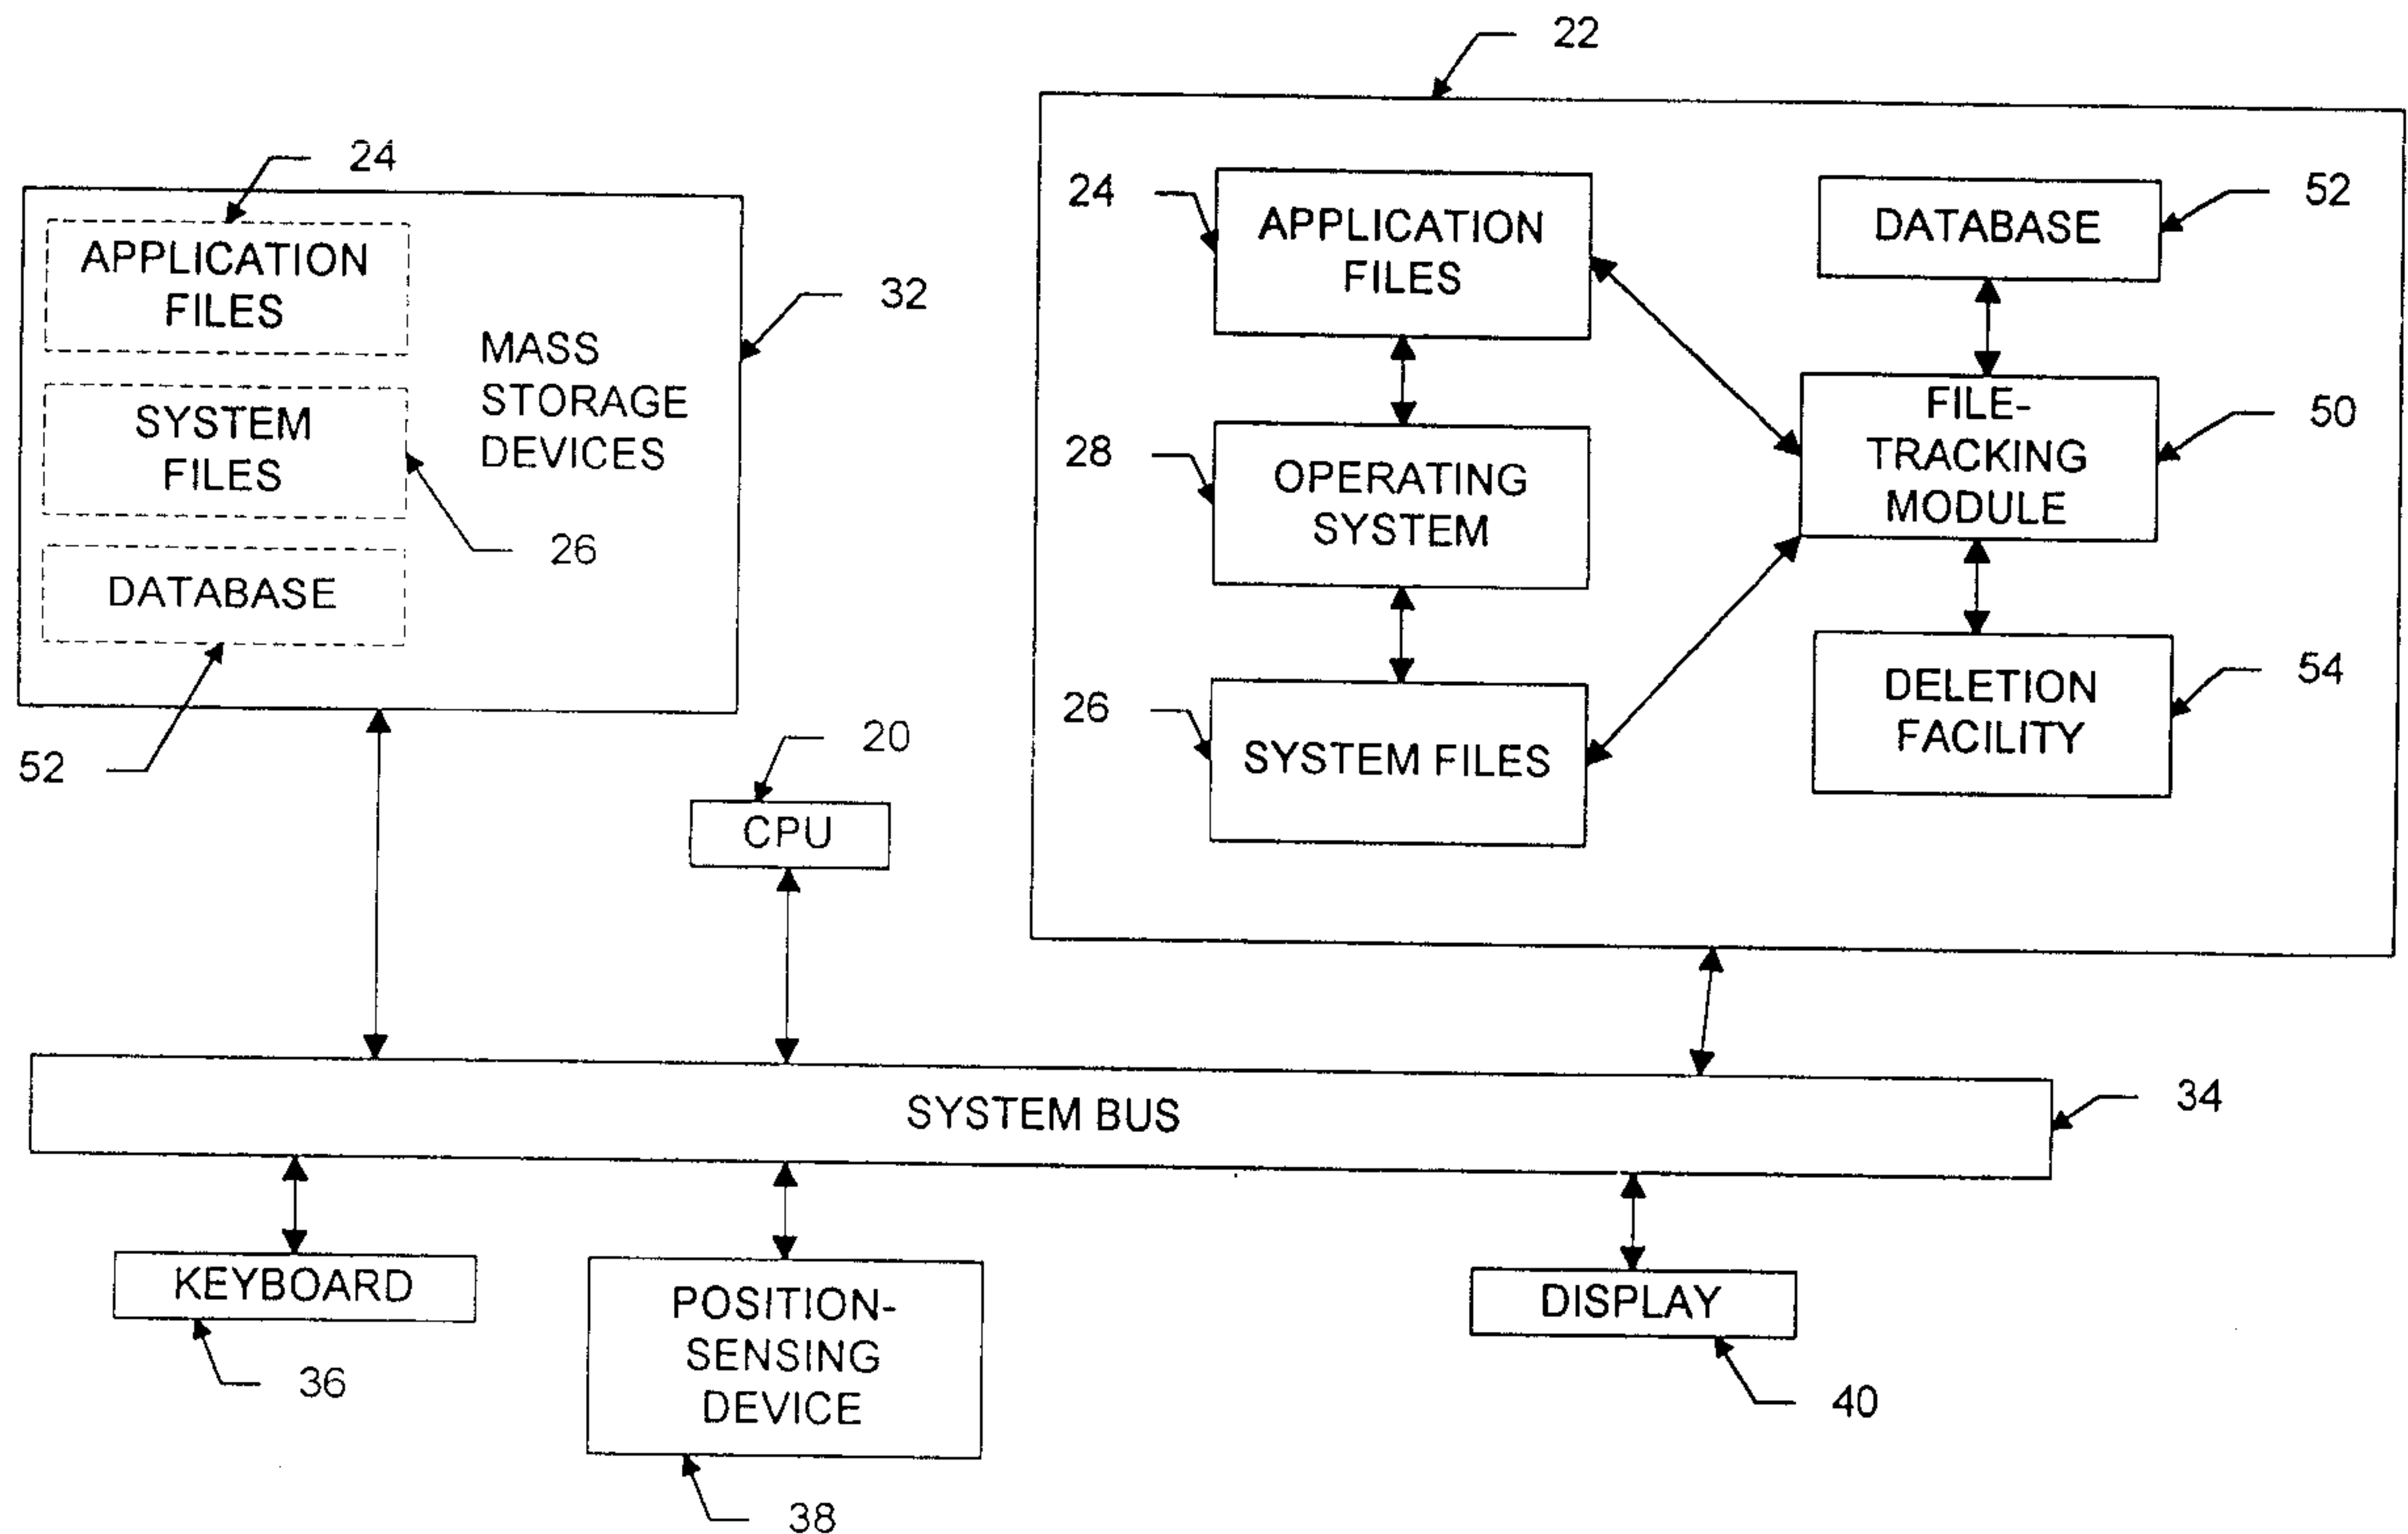 22
24
APPLICATION
FILES
32
MASS
STORAGE
DEVICES
SYSTEM
FILES
26
DATABASE
52
24
APPLICATION
FILES
DATABASE
52
28
OPERATING
SYSTEM
FILE-
TRACKING
MODULE
50
26
SYSTEM FILES
DELETION
FACILITY
54
20
CPU
SYSTEM BUS
34
KEYBOARD
36
POSITION-
SENSING
DEVICE
38
DISPLAY
40